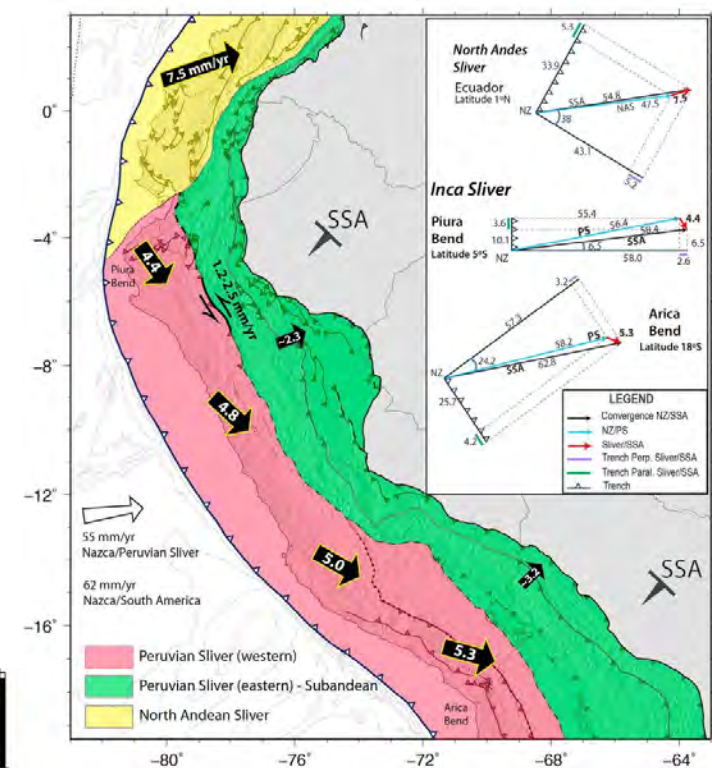 7.5 mm/yr
0°
−4°
−8°
−12°
−16°
−80°
−76°
−72°
−68°
−64°
SSA
4.4
Piura
Bend
1.2-2.5 mm/yr
~2.3
4.8
5.0
~3.2
SSA
5.3
Arica
Bend
55 mm/yr
Nazca/Peruvian Sliver
62 mm/yr
Nazca/South America
Peruvian Sliver (western)
Peruvian Sliver (eastern) - Subandean
North Andean Sliver
North Andes
Sliver
Ecuador
Latitude 1°N
5.3
33.9
NZ
SSA
54.8
NAS
47.5
7.5
38
43.1
5.2
Inca Sliver
Piura
Bend
Latitude 5°S
3.6
10.1
NZ
55.4
PS
56.4
58.4
4.4
6.5
SSA
6.5
58.0
2.6
Arica
Bend
Latitude 18°S
3.2
57.3
NZ
24.2
58.2
PS
5.3
SSA
62.8
25.7
4.2
LEGEND
Convergence NZ/SSA
NZ/PS
Sliver/SSA
Trench Perp. Sliver/SSA
Trench Paral. Sliver/SSA
Trench